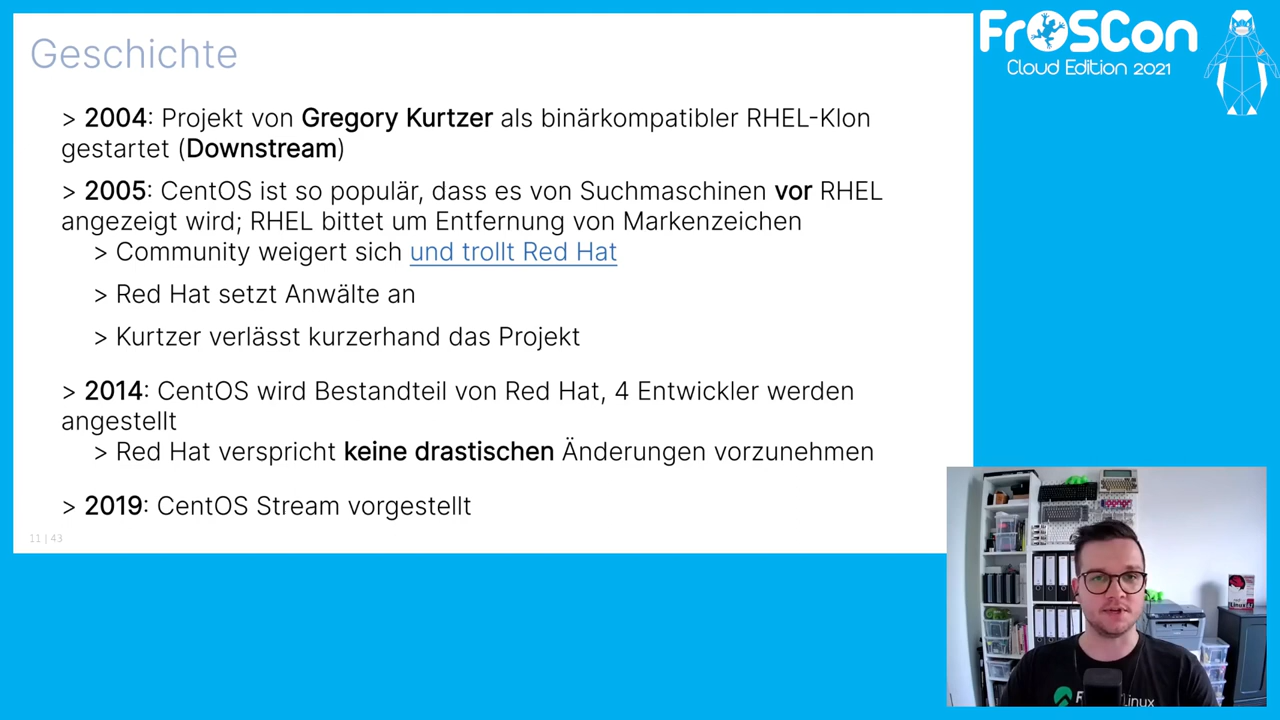 Geschichte
> 2004: Projekt von Gregory Kurtzer als binärkompatibler RHEL-Klon
gestartet (Downstream)
> 2005: CentOS ist so populär, dass es von Suchmaschinen vor RHEL
angezeigt wird; RHEL bittet um Entfernung von Markenzeichen
> Community weigert sich und trollt Red Hat
> Red Hat setzt Anwälte an
> Kurtzer verlässt kurzerhand das Projekt
> 2014: CentOS wird Bestandteil von Red Hat, 4 Entwickler werden
angestellt
> Red Hat verspricht keine drastischen Änderungen vorzunehmen
> 2019: CentOS Stream vorgestellt
11 | 43
FrOSCon
Cloud Edition 2021
Linux